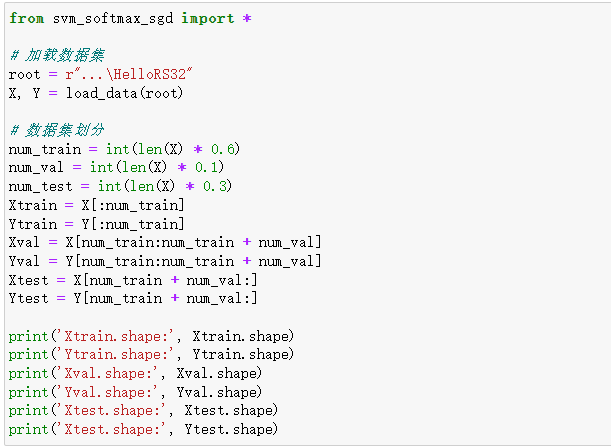 from svm_softmax_sgd import *
# 加载数据集
root = r"...\HelloRS32"
X, Y = load_data(root)
# 数据集划分
num_train = int(len(X) * 0.6)
num_val = int(len(X) * 0.1)
num_test = int(len(X) * 0.3)
Xtrain = X[:num_train]
Ytrain = Y[:num_train]
Xval = X[num_train:num_train + num_val]
Yval = Y[num_train:num_train + num_val]
Xtest = X[num_train + num_val:]
Ytest = Y[num_train + num_val:]
print('Xtrain.shape:', Xtrain.shape)
print('Ytrain.shape:', Ytrain.shape)
print('Xval.shape:', Xval.shape)
print('Yval.shape:', Yval.shape)
print('Xtest.shape:', Xtest.shape)
print('Xtest.shape:', Ytest.shape)